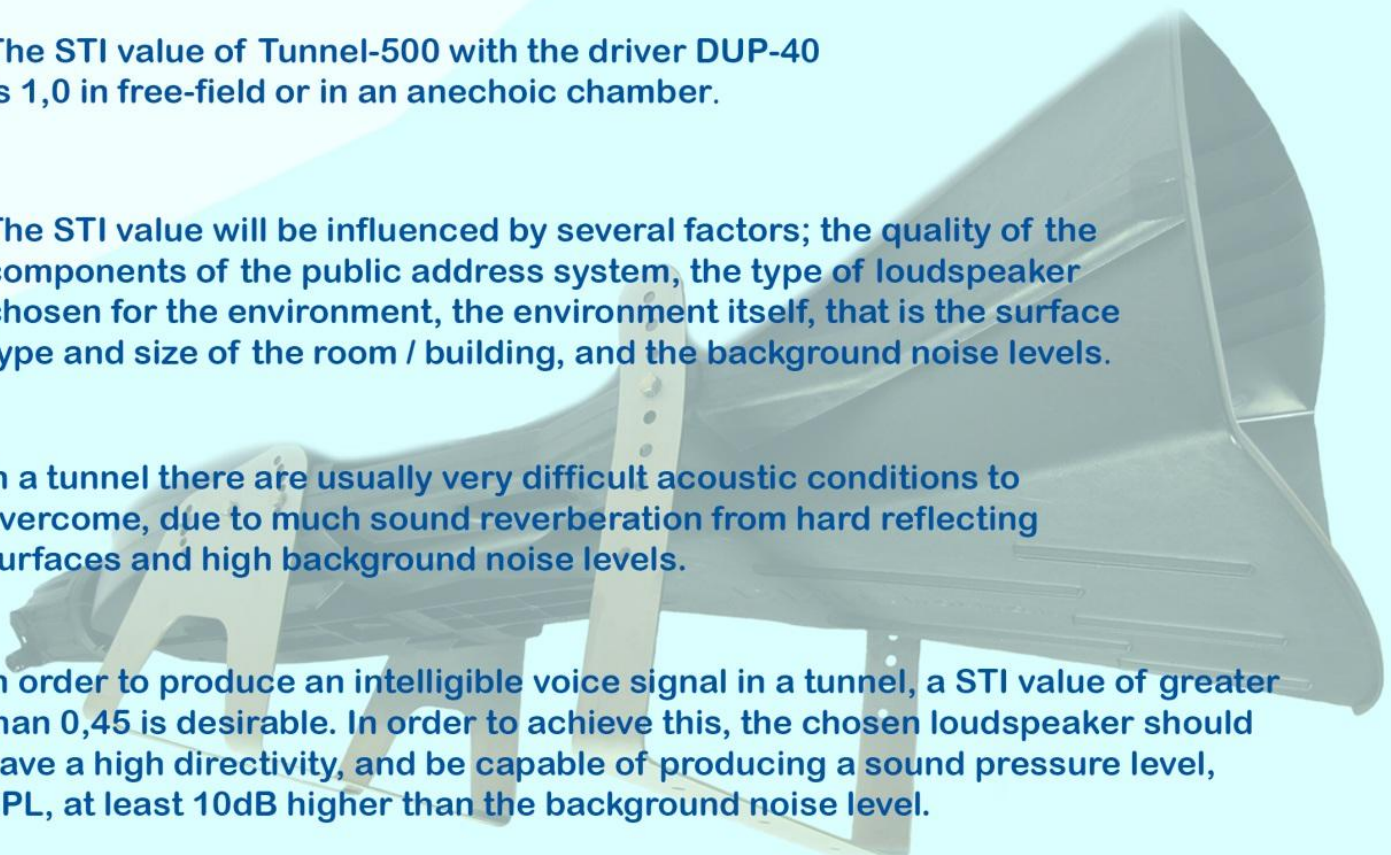 The STI value of Tunnel-500 with the driver DUP-40
s 1,0 in free-field or in an anechoic chamber.
The STI value will be influenced by several factors; the quality of the
components of the public address system, the type of loudspeaker
chosen for the environment, the environment itself, that is the surface
ype and size of the room / building, and the background noise levels.
n a tunnel there are usually very difficult acoustic conditions to
vercome, due to much sound reverberation from hard reflecting
urfaces and high background noise levels.
n order to produce an intelligible voice signal in a tunnel, a STI value of greater
han 0,45 is desirable. In order to achieve this, the chosen loudspeaker should
ave a high directivity, and be capable of producing a sound pressure level,
PL, at least 10dB higher than the background noise level.